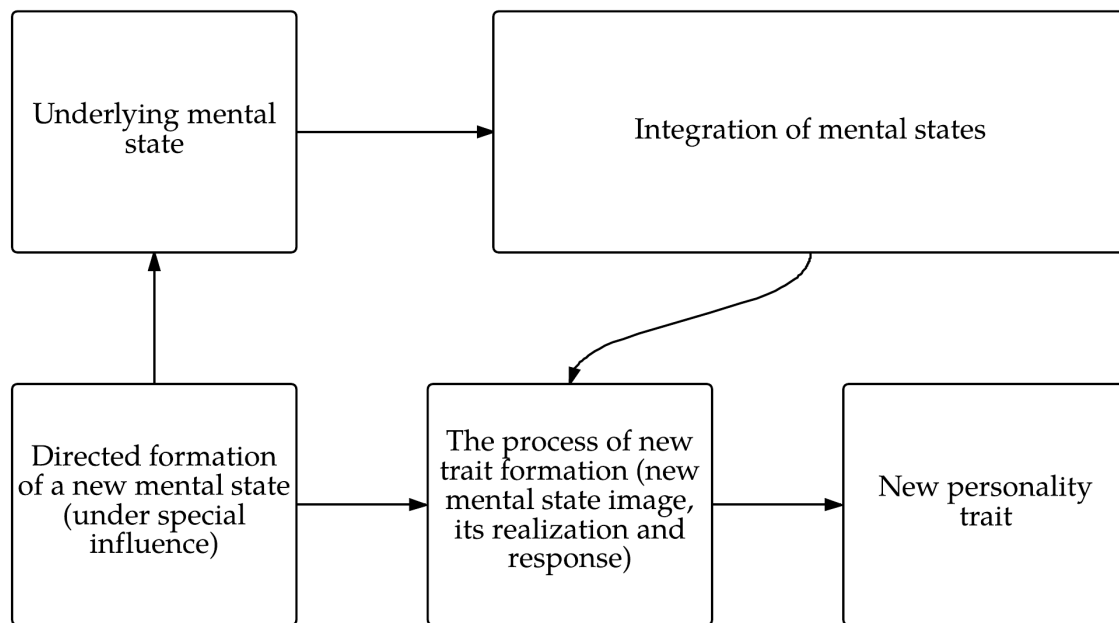 Underlying mental
state
Integration of mental states
Directed formation
of a new mental state
(under special
influence)
The process of new
trait formation (new
mental state image,
its realization and
response)
New personality
trait